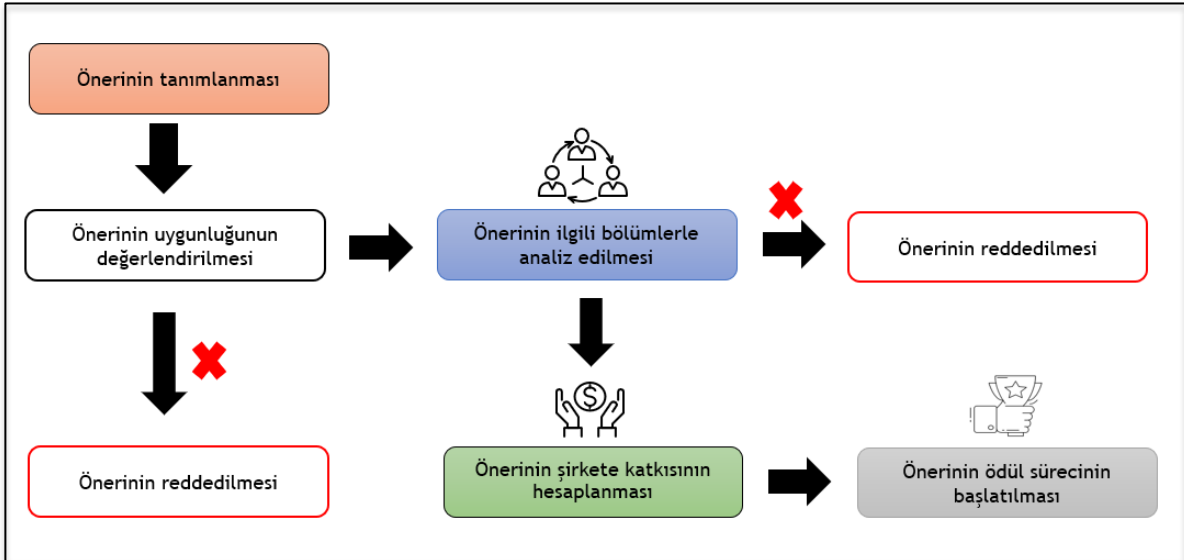 Önerinin tanımlanması
Önerinin uygunluğunun
değerlendirilmesi
Önerinin ilgili bölümlerle
analiz edilmesi
Önerinin reddedilmesi
Önerinin reddedilmesi
$
Önerinin şirkete katkısının
hesaplanması
Önerinin ödül sürecinin
başlatılması